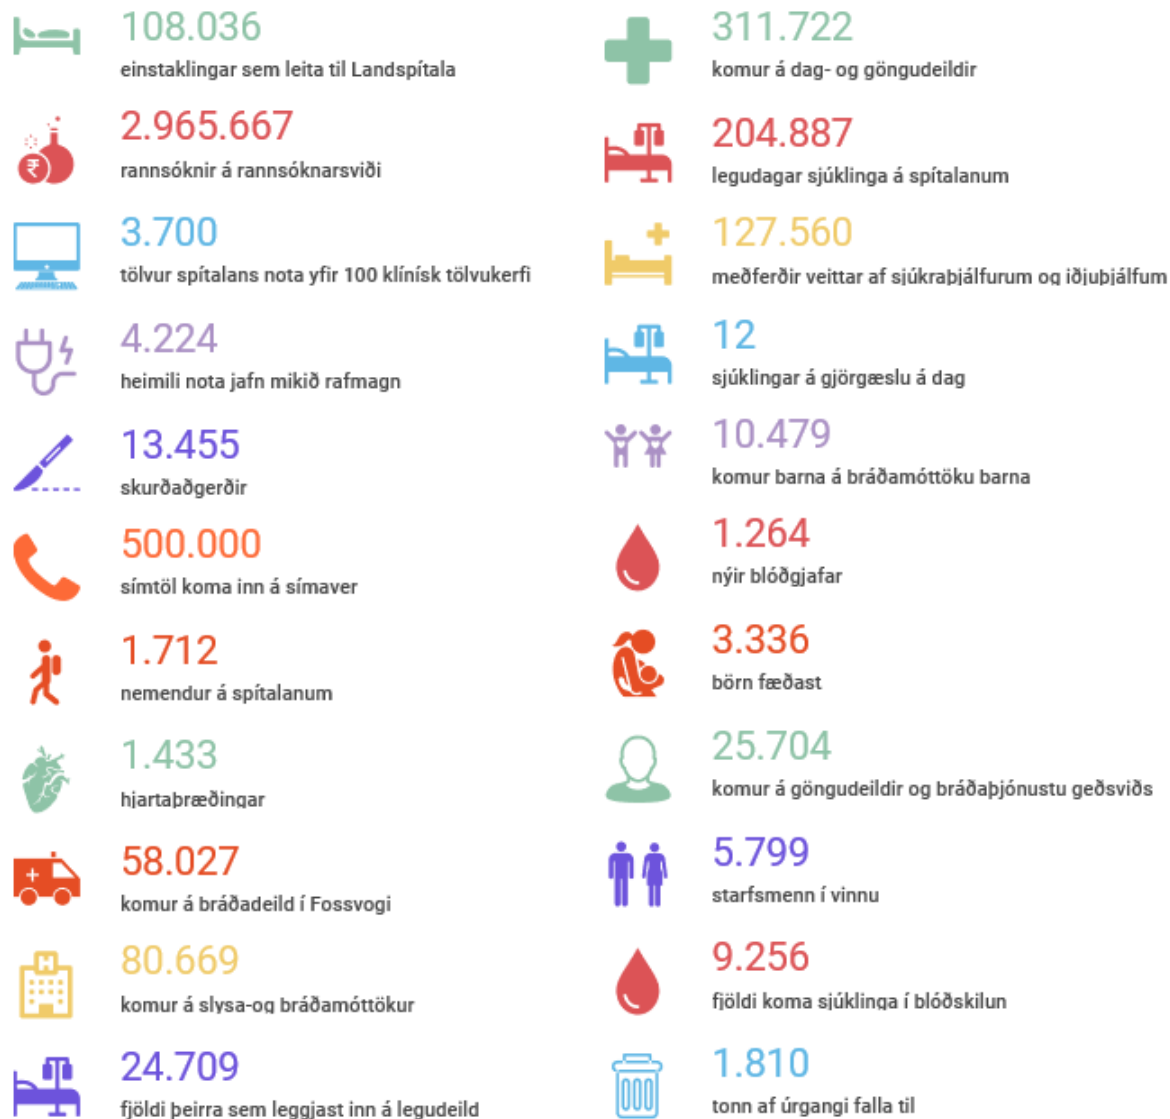 108.036
einstaklingar sem leita til Landspítala
2.965.667
rannsóknir á rannsóknarsviði
3.700
tölvur spítalans nota yfir 100 klínísk tölvukerfi
4.224
heimili nota jafn mikið rafmagn
13.455
skurðaðgerðir
500.000
símtöl koma inn á símaver
1.712
nemendur á spítalanum
1.433
hjartaþræðingar
58.027
komur á bráðadeild í Fossvogi
80.669
komur á slysa-og bráðamóttökur
24.709
fjöldi þeirra sem leggjast inn á legudeild
311.722
komur á dag- og göngudeildir
204.887
legudagar sjúklinga á spítalanum
127.560
meðferðir veittar af sjúkraþjálfurum og iðjuþjálfum
12
sjúklingar á gjörgæslu á dag
10.479
komur barna á bráðamóttöku barna
1.264
nýir blóðgjafar
3.336
börn fæðast
25.704
komur á göngudeildir og bráðaþjónustu geðsviðs
5.799
starfsmenn í vinnu
9.256
fjöldi koma sjúklinga í blóðskilun
1.810
tonn af úrgangi falla til